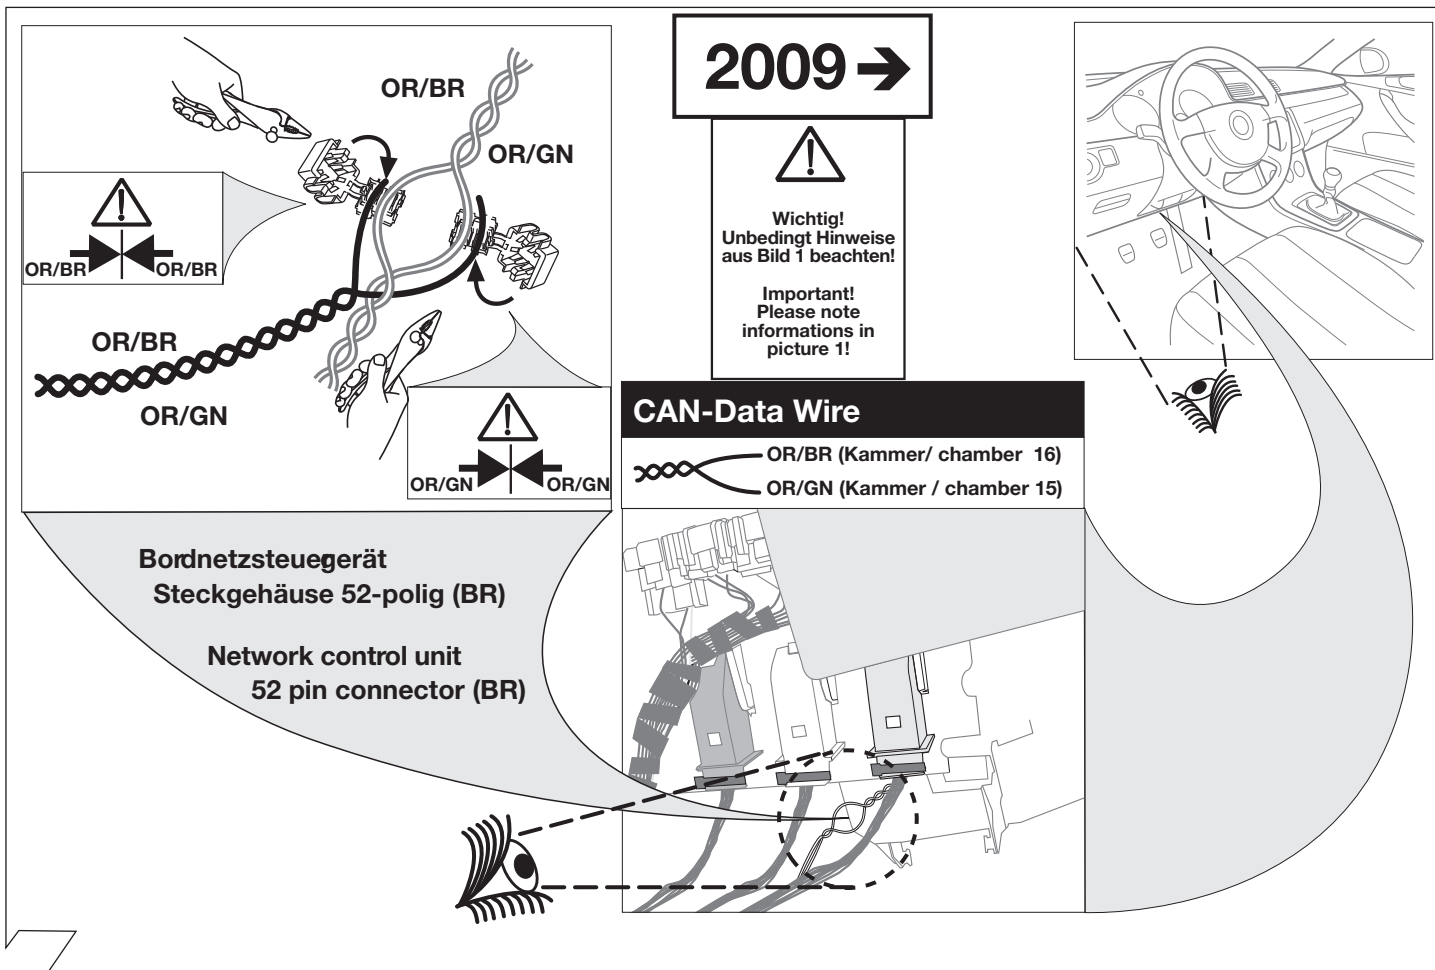 OR/BR
OR/GN
OR/BR OR/BR
OR/BR
OR/GN
OR/GN OR/GN
2009
Wichtig!
Unbedingt Hinweise
aus Bild 1 beachten!
Important!
Please note
informations in
picture 1!
CAN-Data Wire
OR/BR (Kammer/ chamber 16)
OR/GN (Kammer / chamber 15)
Bordnetzsteuergerät
Steckgehäuse 52-polig (BR)
Network control unit
52 pin connector (BR)